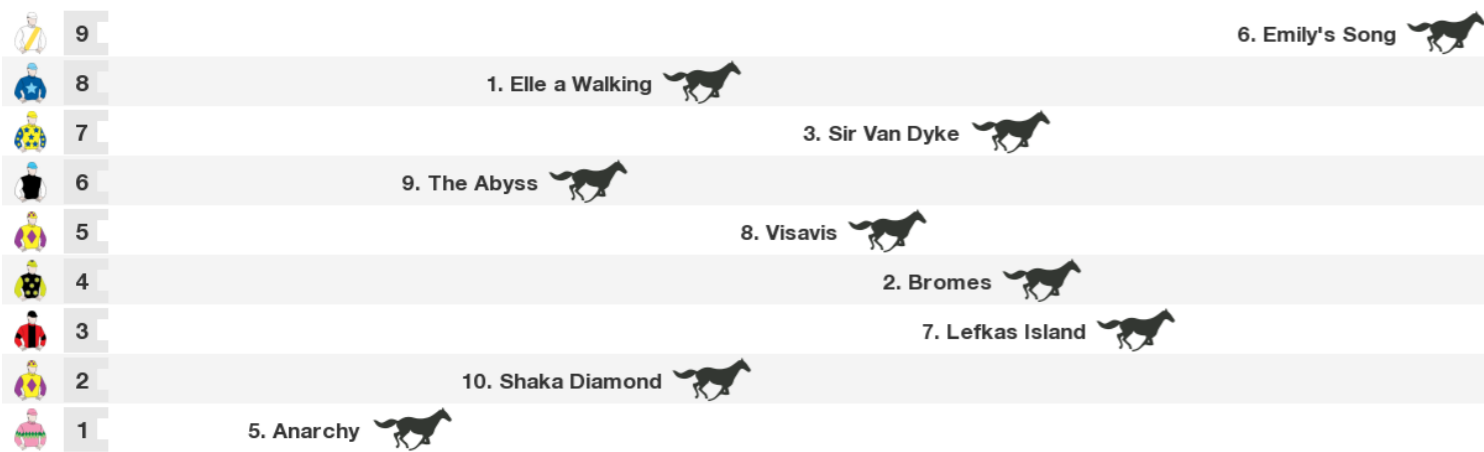 9 6. Emily's Song
8 1. Elle a Walking
7 3. Sir Van Dyke
6 9. The Abyss
5 8. Visavis
4 2. Bromes
3 7. Lefkas Island
2 10. Shaka Diamond
1 5. Anarchy